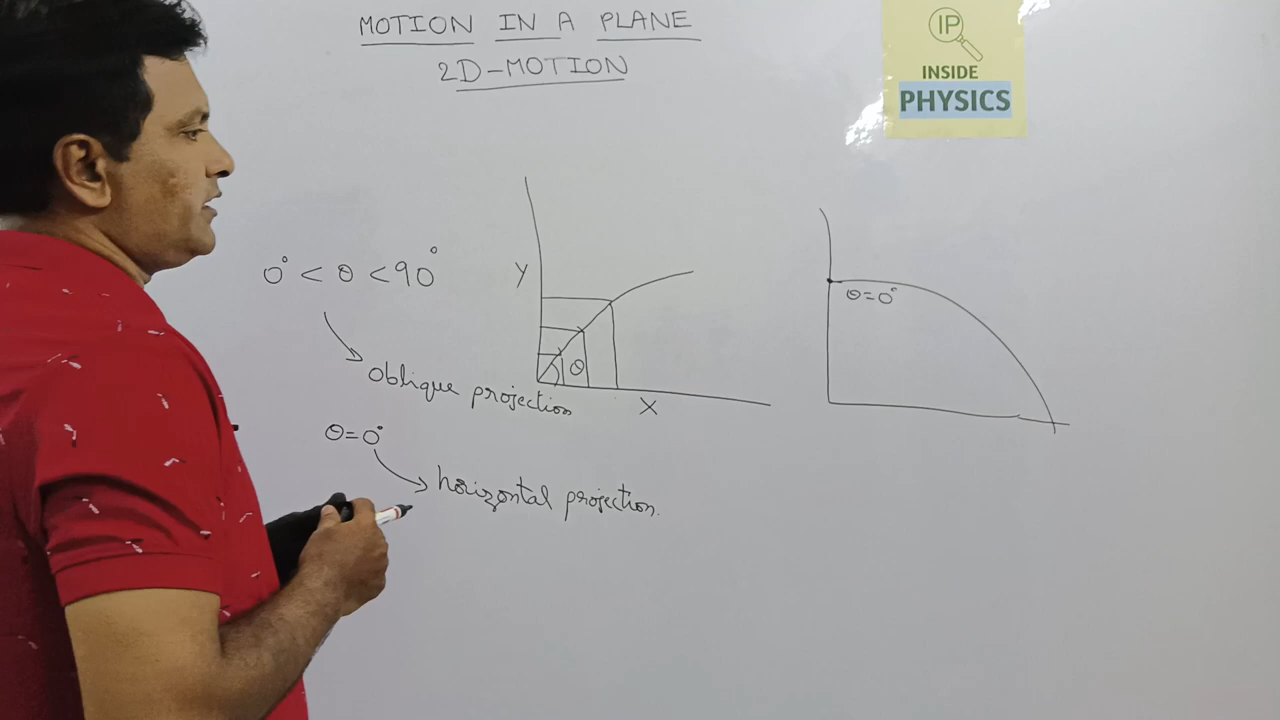 MOTION IN A PLANE
2D-MOTION
IP
INSIDE
PHYSICS
0° < θ < 90°
oblique projection
θ=0°
horizontal projection.
Y
θ
X
θ=0°